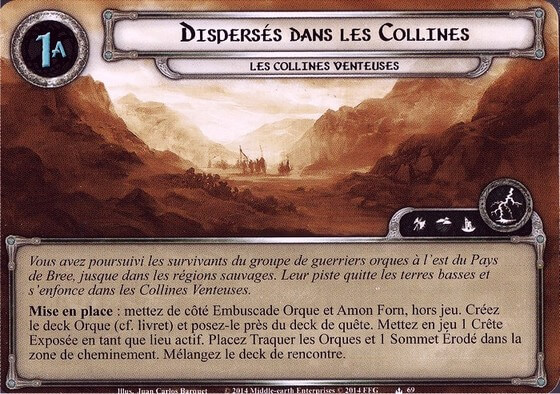 1A
Dispersés dans les Collines
Les Collines Venteuses
Vous avez poursuivi les survivants du groupe de guerriers orques à l'est du Pays
de Bree, jusque dans les régions sauvages. Leur piste quitte les terres basses et
s'enfonce dans les Collines Venteuses.
Mise en place : mettez de côté Embuscade Orque et Amon Forn, hors jeu. Créez
le deck Orque (cf. livret) et posez-le près du deck de quête. Mettez en jeu 1 Crête
Exposée en tant que lieu actif. Placez Traquer les Orques et 1 Sommet Érodé dans la
zone de cheminement. Mélangez le deck de rencontre.
Illus. Juan Carlos Barquet © 2014 Middle-earth Enterprises © 2014 FFG 69